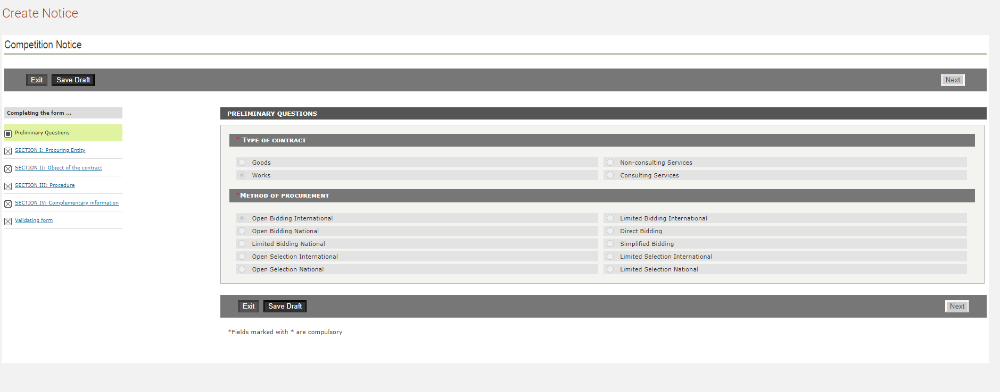 Create Notice
Competition Notice
Exit Save Draft Next
Completing the form ...
Preliminary Questions
SECTION I: Procuring Entity
SECTION II: Object of the contract
SECTION III: Procedure
SECTION IV: Complementary information
Validating form
PRELIMINARY QUESTIONS
* TYPE OF CONTRACT
Goods Non-consulting Services
Works Consulting Services
*METHOD OF PROCUREMENT
Open Bidding International Limited Bidding International
Open Bidding National Direct Bidding
Limited Bidding National Simplified Bidding
Open Selection International Limited Selection International
Open Selection National Limited Selection National
Exit Save Draft Next
*Fields marked with * are compulsory